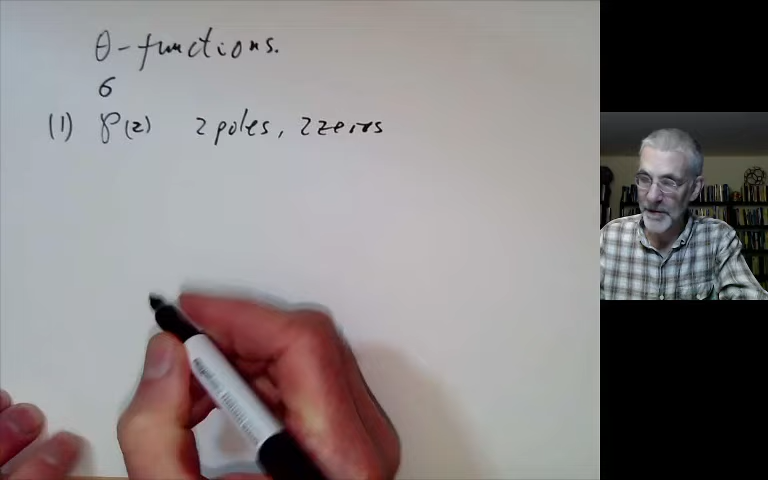 θ-functions.
σ
(1) ℘(z) 2 poles, 2 zeros